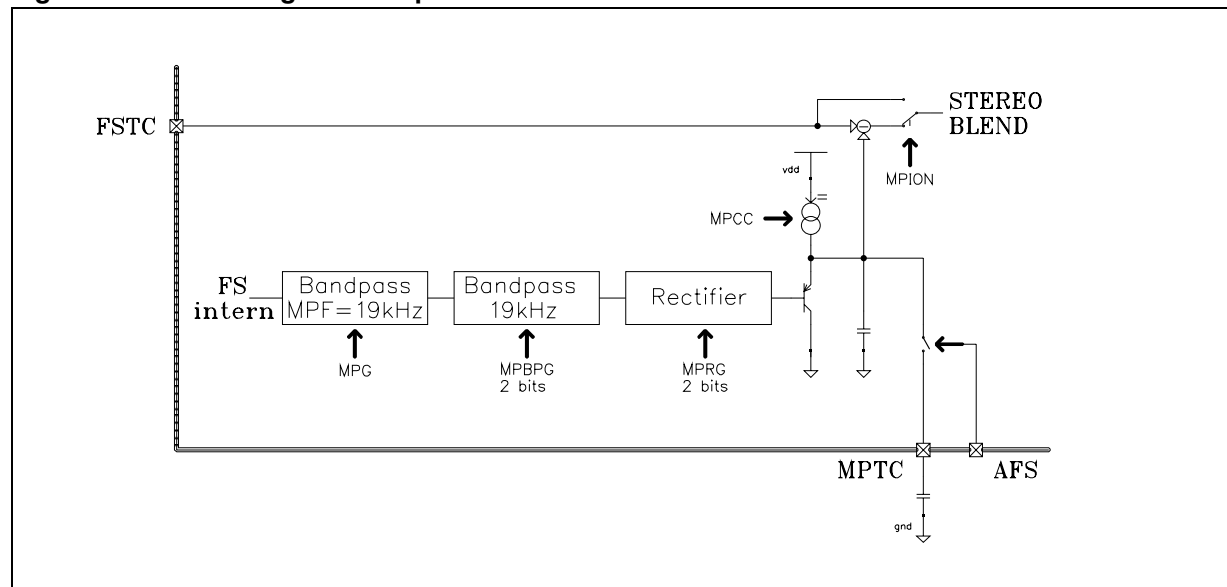 FSTC
STEREO
BLEND
MPION
vdd
MPCC
FS
intern
Bandpass
MPF=19kHz
Bandpass
19kHz
Rectifier
MPG
MPBPG
2 bits
MPRG
2 bits
MPTC
AFS
gnd